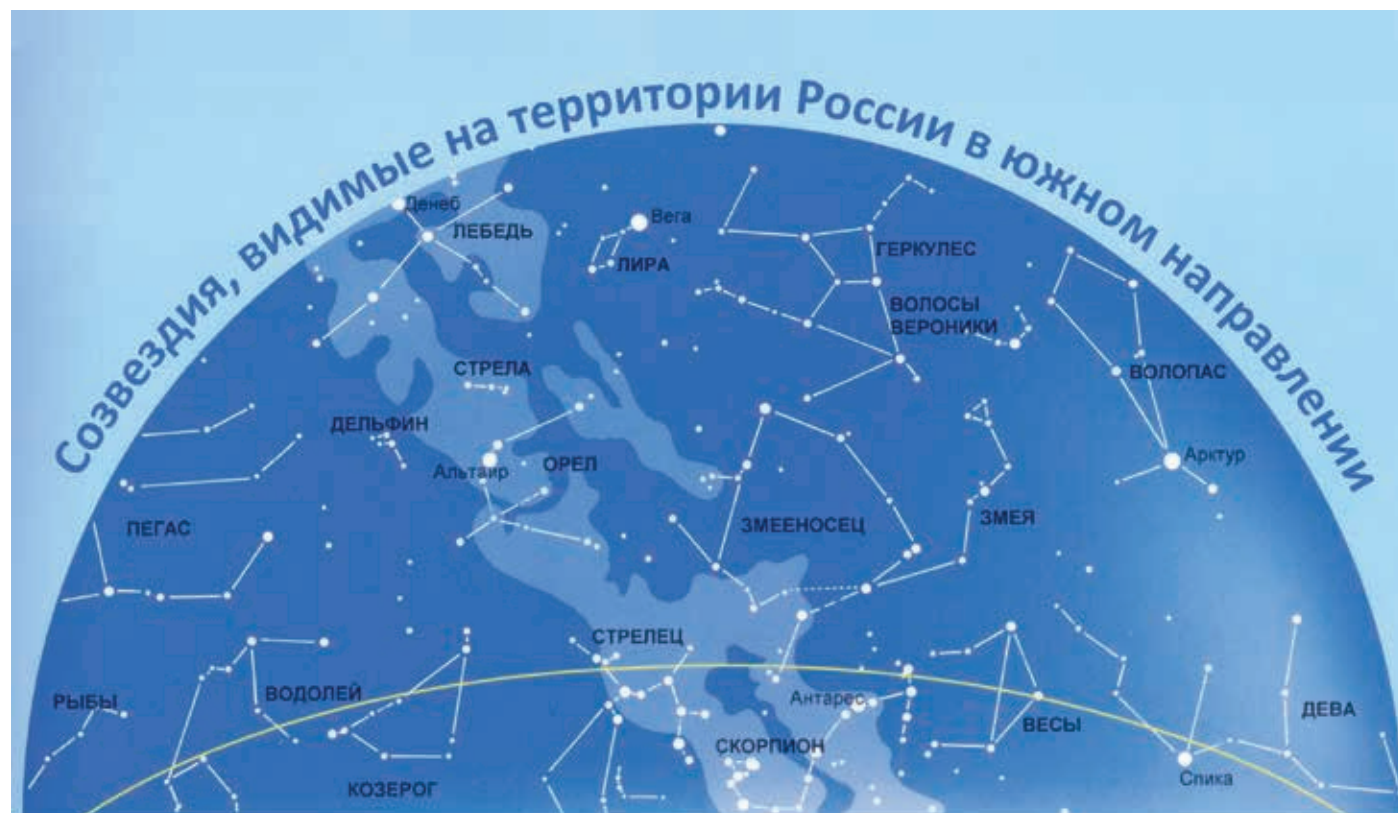 Созвездия, видимые на территории России в южном направлении
Денеб
ЛЕБЕДЬ
Вега
ЛИРА
ГЕРКУЛЕС
ВОЛОСЫ
ВЕРОНИКИ
ВОЛОПАС
СТРЕЛА
ДЕЛЬФИН
Альтаир
ОРЕЛ
Арктур
ПЕГАС
ЗМЕЕНОСЕЦ
ЗМЕЯ
СТРЕЛЕЦ
РЫБЫ
ВОДОЛЕЙ
Антарес
ВЕСЫ
ДЕВА
СКОРПИОН
КОЗЕРОГ
Спика